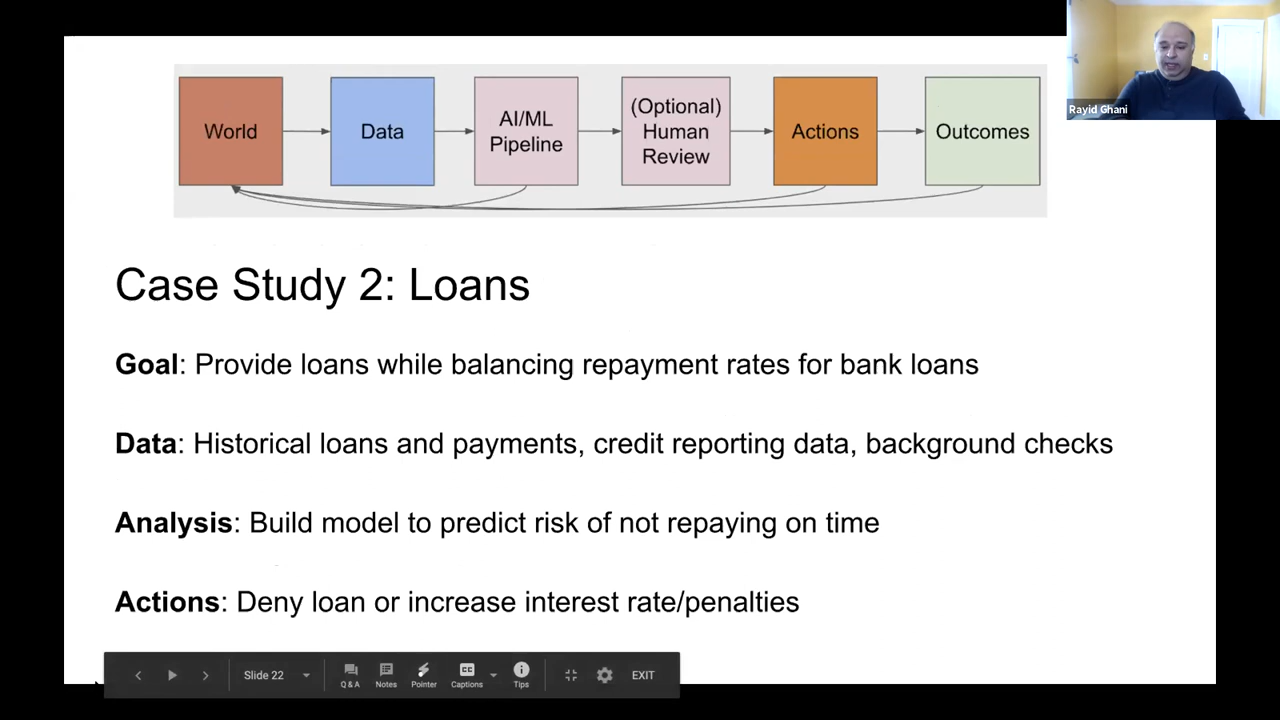 World
Data
AI/ML
Pipeline
(Optional)
Human
Review
Actions
Outcomes
Rayid Ghani
Case Study 2: Loans
Goal: Provide loans while balancing repayment rates for bank loans
Data: Historical loans and payments, credit reporting data, background checks
Analysis: Build model to predict risk of not repaying on time
Actions: Deny loan or increase interest rate/penalties
Slide 22
Q & A
Notes
Pointer
CC
Captions
Tips
EXIT